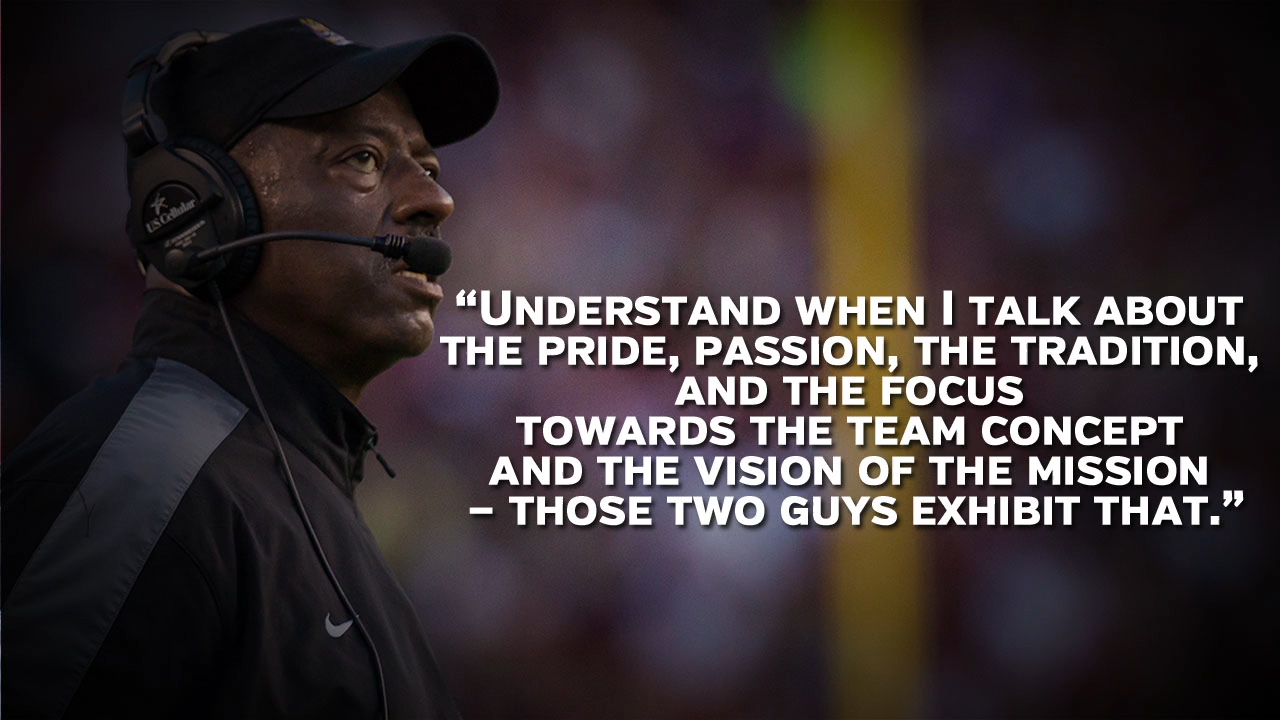 US Cellular
“Understand when I talk about
the pride, passion, the tradition,
and the focus
towards the team concept
and the vision of the mission
– those two guys exhibit that.”